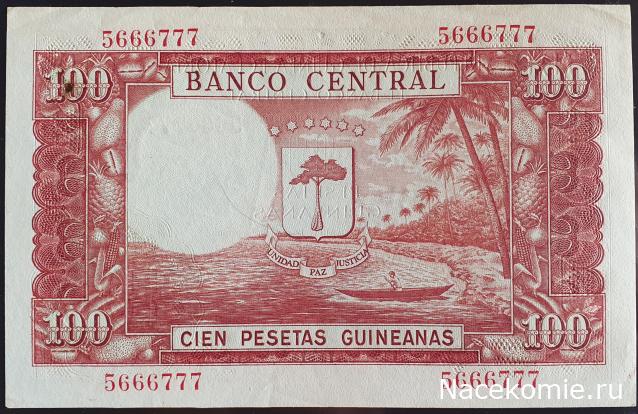 5666777 5666777
100 BANCO CENTRAL 100
UNIDAD PAZ JUSTICIA
100 CIEN PESETAS GUINEANAS 100
5666777 5666777
Nacekomie.ru